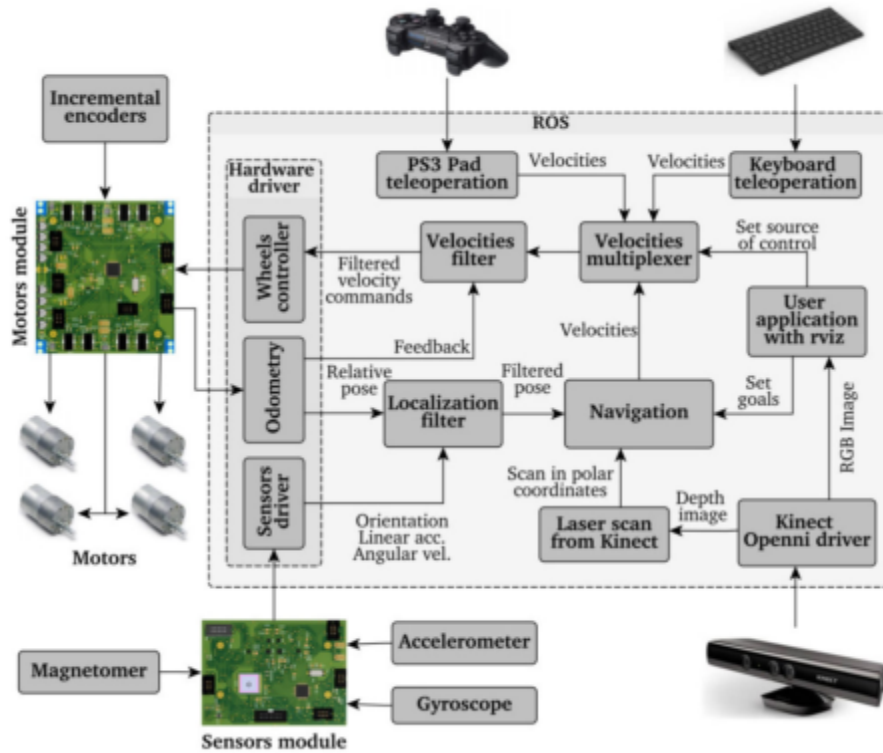 Incremental
encoders
ROS
PS3 Pad
teleoperation
Velocities
Velocities
Keyboard
teleoperation
Hardware
driver
Motors module
Wheels
controller
Filtered
velocity
commands
Velocities
filter
Velocities
multiplexer
Set source
of control
User
application
with rviz
Velocities
Feedback
Odometry
Relative
pose
Localization
filter
Filtered
pose
Navigation
Set
goals
RGB Image
Sensors
driver
Orientation
Linear acc.
Angular vel.
Scan in polar
coordinates
Laser scan
from Kinect
Depth
image
Kinect
Openni driver
Motors
Magnetomer
Accelerometer
Gyroscope
Sensors module
KINECT